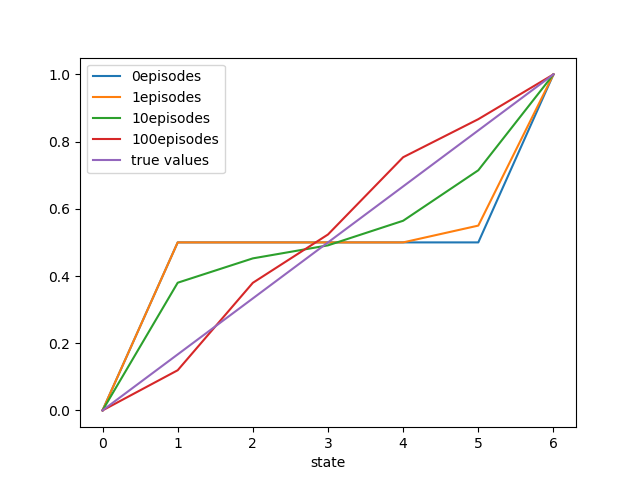 1.0
0.8
0.6
0.4
0.2
0.0
0episodes
1episodes
10episodes
100episodes
true values
0 1 2 3 4 5 6
state